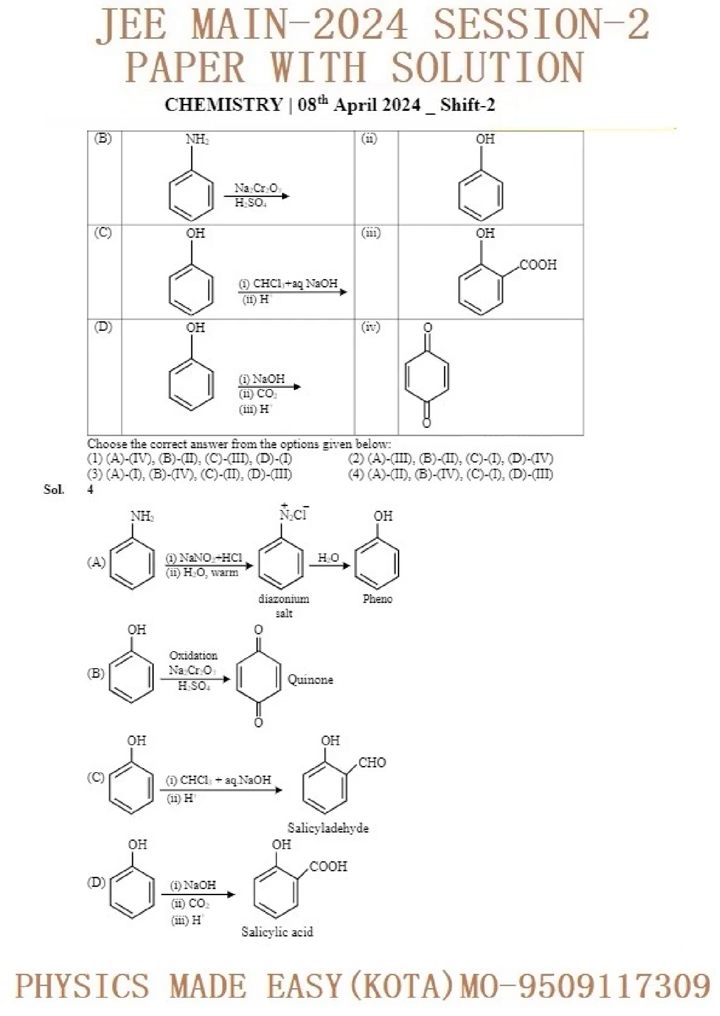 JEE MAIN-2024 SESSION-2
PAPER WITH SOLUTION
CHEMISTRY | 08th April 2024 _ Shift-2
(B) NH₂ (ii) OH
Na₂Cr₂O₇
H₂SO₄
(C) OH (iii) OH
COOH
(i) CHCl₃+aq NaOH
(ii) H⁺
(D) OH (iv) O
(i) NaOH
(ii) CO₂
(iii) H⁺
O
Choose the correct answer from the options given below:
(1) (A)-(IV), (B)-(II), (C)-(III), (D)-(I) (2) (A)-(III), (B)-(II), (C)-(I), (D)-(IV)
(3) (A)-(I), (B)-(IV), (C)-(II), (D)-(III) (4) (A)-(II), (B)-(IV), (C)-(I), (D)-(III)
Sol. 4
NH₂ N₂⁺Cl⁻ OH
(A) (i) NaNO₂+HCl H₂O
(ii) H₂O, warm
diazonium Pheno
salt
OH O
Oxidation
(B) Na₂Cr₂O₇ Quinone
H₂SO₄
O
OH OH
CHO
(C) (i) CHCl₃ + aq.NaOH
(ii) H⁺
Salicyladehyde
OH OH
COOH
(D) (i) NaOH
(ii) CO₂
(iii) H⁺
Salicylic acid
PHYSICS MADE EASY(KOTA)MO-9509117309